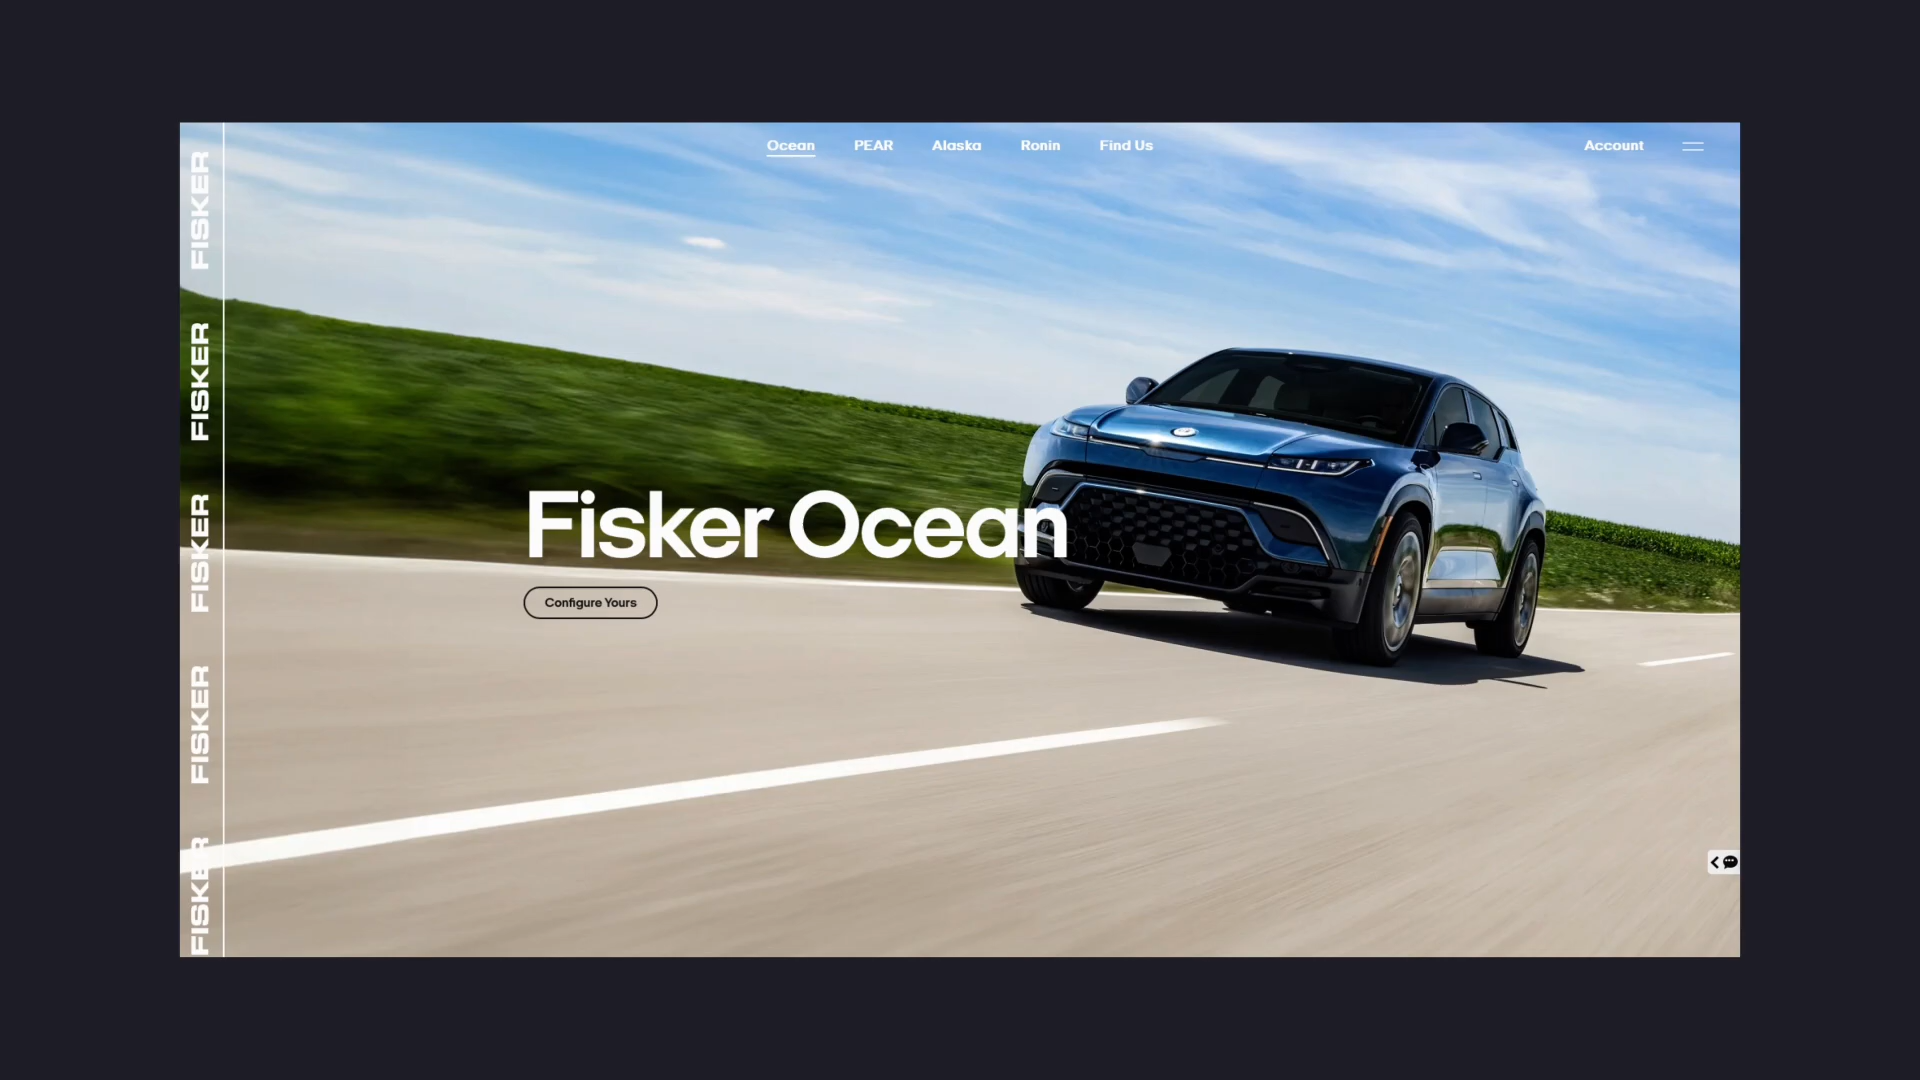 Ocean PEAR Alaska Ronin Find Us Account
FISKER
FISKER
FISKER
FISKER
FISKER
Fisker Ocean
Configure Yours